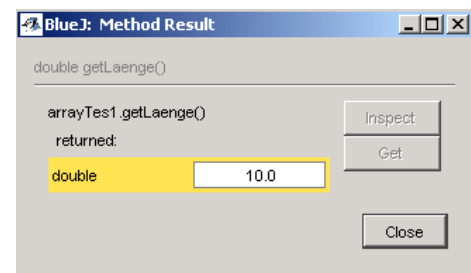 BlueJ: Method Result
double getLaenge()
arrayTes1.getLaenge()
returned:
double 10.0
Inspect
Get
Close